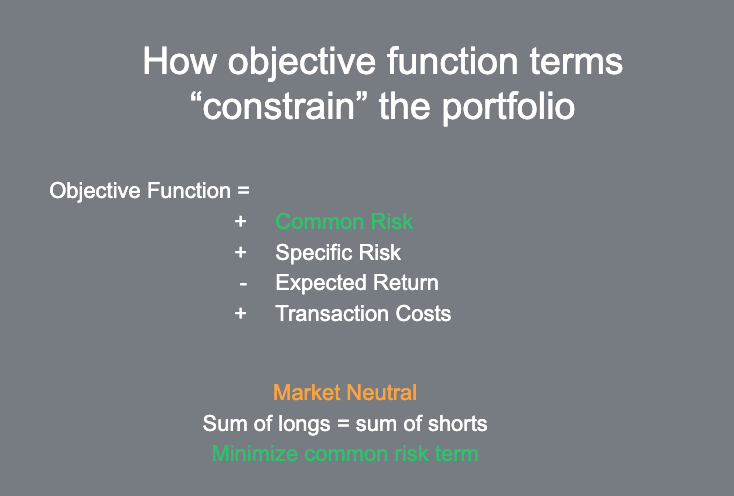 How objective function terms
“constrain” the portfolio
Objective Function =
+ Common Risk
+ Specific Risk
- Expected Return
+ Transaction Costs
Market Neutral
Sum of longs = sum of shorts
Minimize common risk term